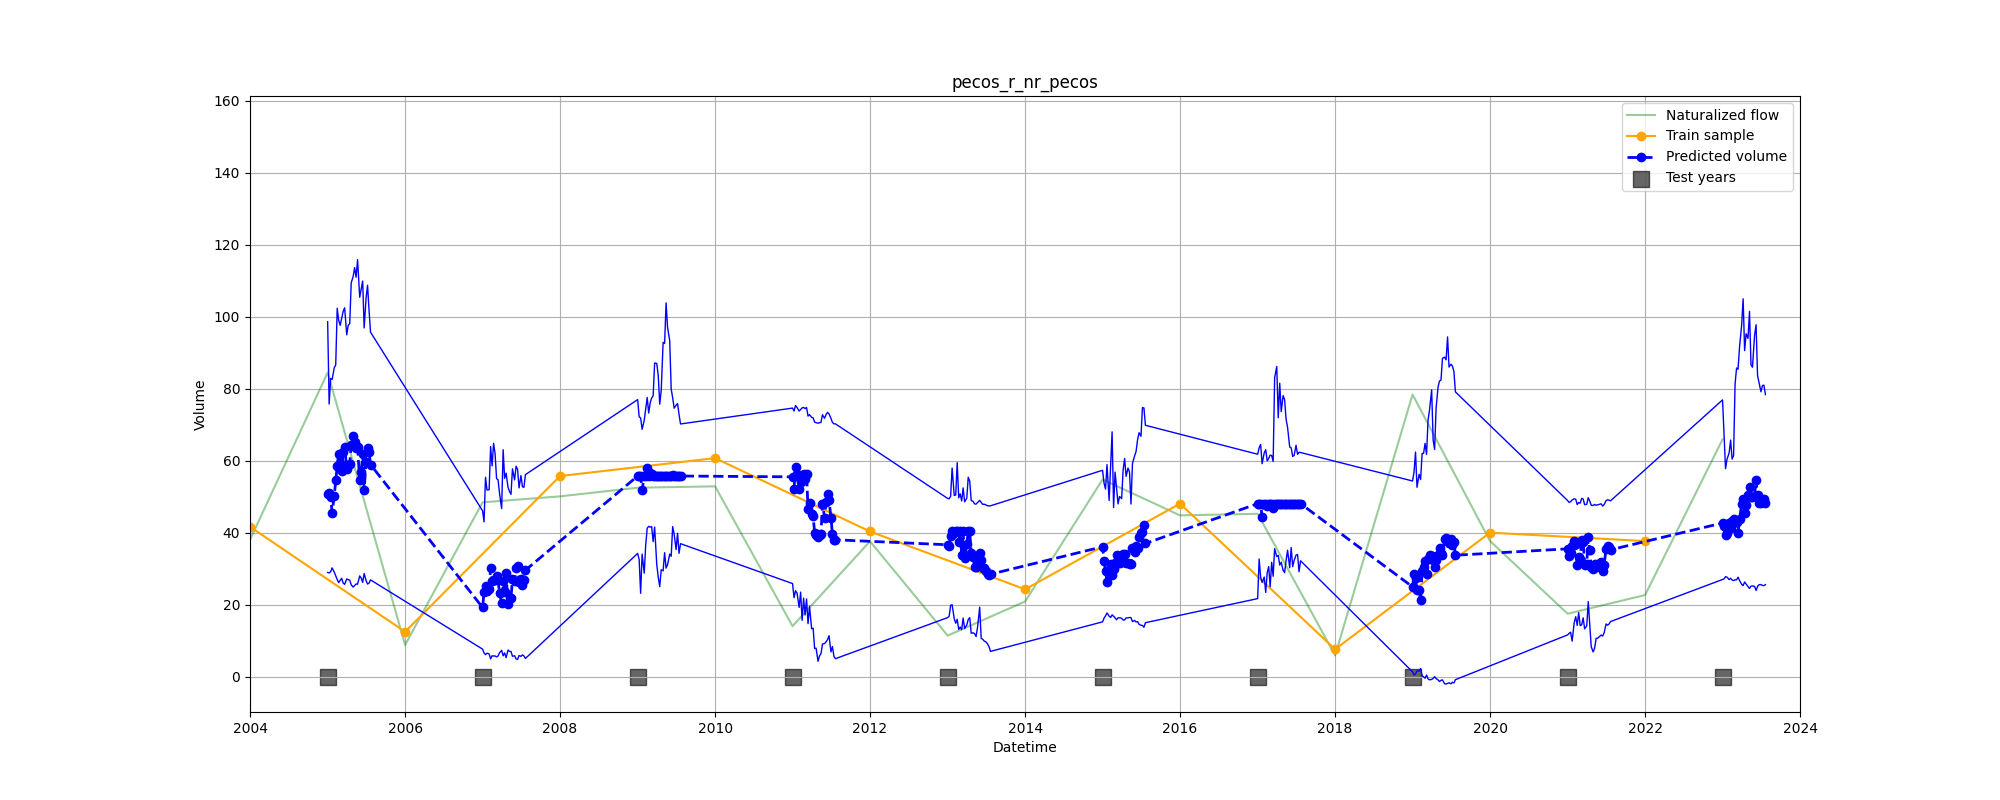 pecos_r_nr_pecos
160
140
120
100
80
60
40
20
0
Volume
Naturalized flow
Train sample
Predicted volume
Test years
2004 2006 2008 2010 2012 2014 2016 2018 2020 2022 2024
Datetime